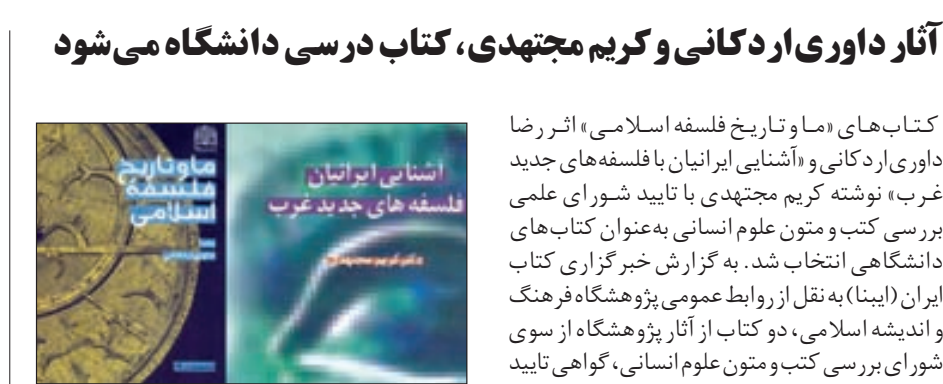 آثار داوری‌اردکانی و کریم مجتهدی، کتاب درسی دانشگاه می‌شود
کتاب‌های «ما و تاریخ فلسفه اسلامی» اثر رضا
داوری‌اردکانی و «آشنایی ایرانیان با فلسفه‌های جدید
غرب» نوشته کریم مجتهدی با تایید شورای علمی
بررسی کتب و متون علوم انسانی به‌عنوان کتاب‌های
دانشگاهی انتخاب شد. به گزارش خبرگزاری کتاب
ایران (ایبنا) به نقل از روابط عمومی پژوهشگاه فرهنگ
و اندیشه اسلامی، دو کتاب از آثار پژوهشگاه از سوی
شورای بررسی کتب و متون علوم انسانی، گواهی تایید
آشنایی ایرانیان
فلسفه های جدید غرب
دکتر کریم مجتهدی
ما و تاریخ
فلسفهٔ
اسلامی